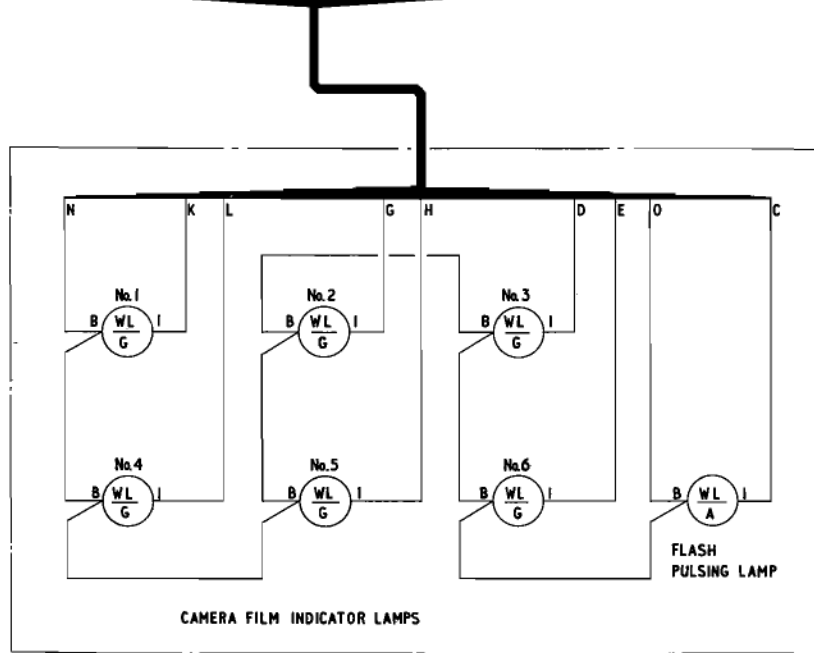 N K L G H D E O C
No.1 No.2 No.3
B WL I B WL I B WL I
G G G
No.4 No.5 No.6
B WL I B WL I B WL I B WL I
G G G A
FLASH
PULSING LAMP
CAMERA FILM INDICATOR LAMPS